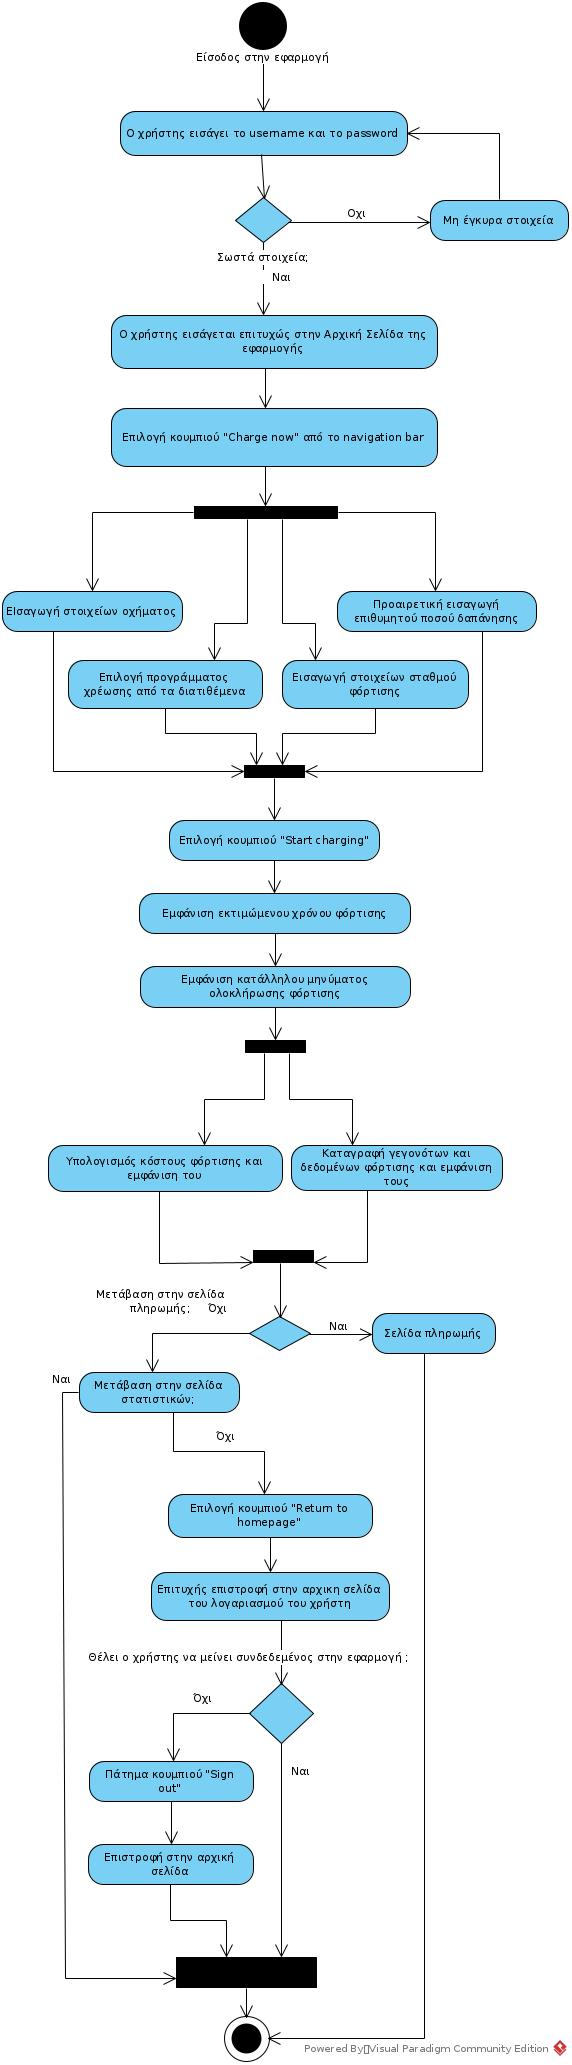 Είσοδος στην εφαρμογή
Ο χρήστης εισάγει το username και το password
Οχι
Μη έγκυρα στοιχεία
Σωστά στοιχεία;
Ναι
Ο χρήστης εισάγεται επιτυχώς στην Αρχική Σελίδα της
εφαρμογής
Επιλογή κουμπιού "Charge now" από το navigation bar
ΕΙσαγωγή στοιχείων οχήματος
Προαιρετική εισαγωγή
επιθυμητού ποσού δαπάνησης
Επιλογή προγράμματος
χρέωσης από τα διατιθέμενα
Εισαγωγή στοιχείων σταθμού
φόρτισης
Επιλογή κουμπιού "Start charging"
Εμφάνιση εκτιμώμενου χρόνου φόρτισης
Εμφάνιση κατάλληλου μηνύματος
ολοκλήρωσης φόρτισης
Υπολογισμός κόστους φόρτισης και
εμφάνιση του
Καταγραφή γεγονότων και
δεδομένων φόρτισης και εμφάνιση
τους
Μετάβαση στην σελίδα
πληρωμής; Όχι
Ναι
Σελίδα πληρωμής
Ναι
Μετάβαση στην σελίδα
στατιστικών;
Όχι
Επιλογή κουμπιού "Return to
homepage"
Επιτυχής επιστροφή στην αρχικη σελίδα
του λογαριασμού του χρήστη
Θέλει ο χρήστης να μείνει συνδεδεμένος στην εφαρμογή ;
Όχι
Ναι
Πάτημα κουμπιού "Sign
out"
Επιστροφή στην αρχική
σελίδα
Powered By Visual Paradigm Community Edition